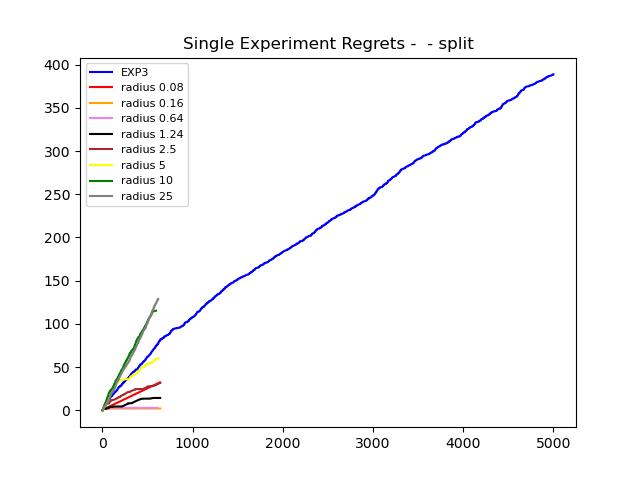 Single Experiment Regrets -  - split
EXP3
radius 0.08
radius 0.16
radius 0.64
radius 1.24
radius 2.5
radius 5
radius 10
radius 25
400
350
300
250
200
150
100
50
0
0 1000 2000 3000 4000 5000